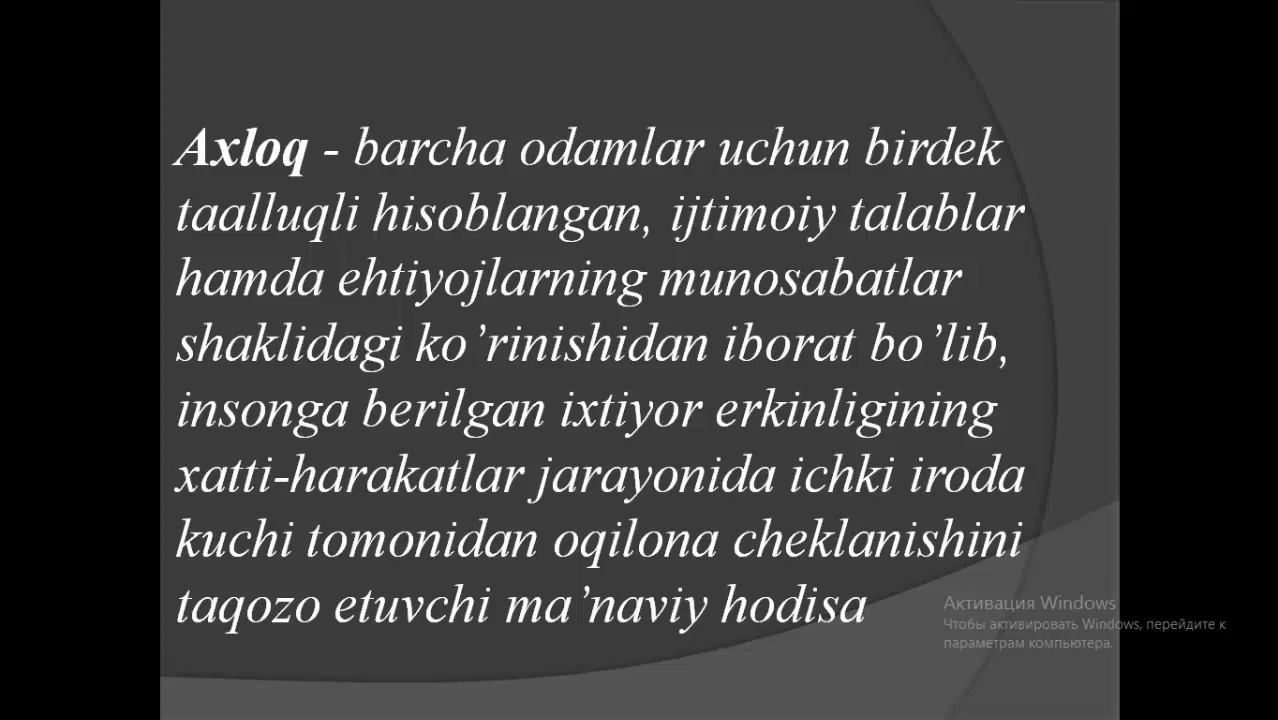 Axloq - barcha odamlar uchun birdek
taalluqli hisoblangan, ijtimoiy talablar
hamda ehtiyojlarning munosabatlar
shaklidagi ko’rinishidan iborat bo’lib,
insonga berilgan ixtiyor erkinligining
xatti-harakatlar jarayonida ichki iroda
kuchi tomonidan oqilona cheklanishini
taqozo etuvchi ma’naviy hodisa
Активация Windows
Чтобы активировать Windows, перейдите к
параметрам компьютера.